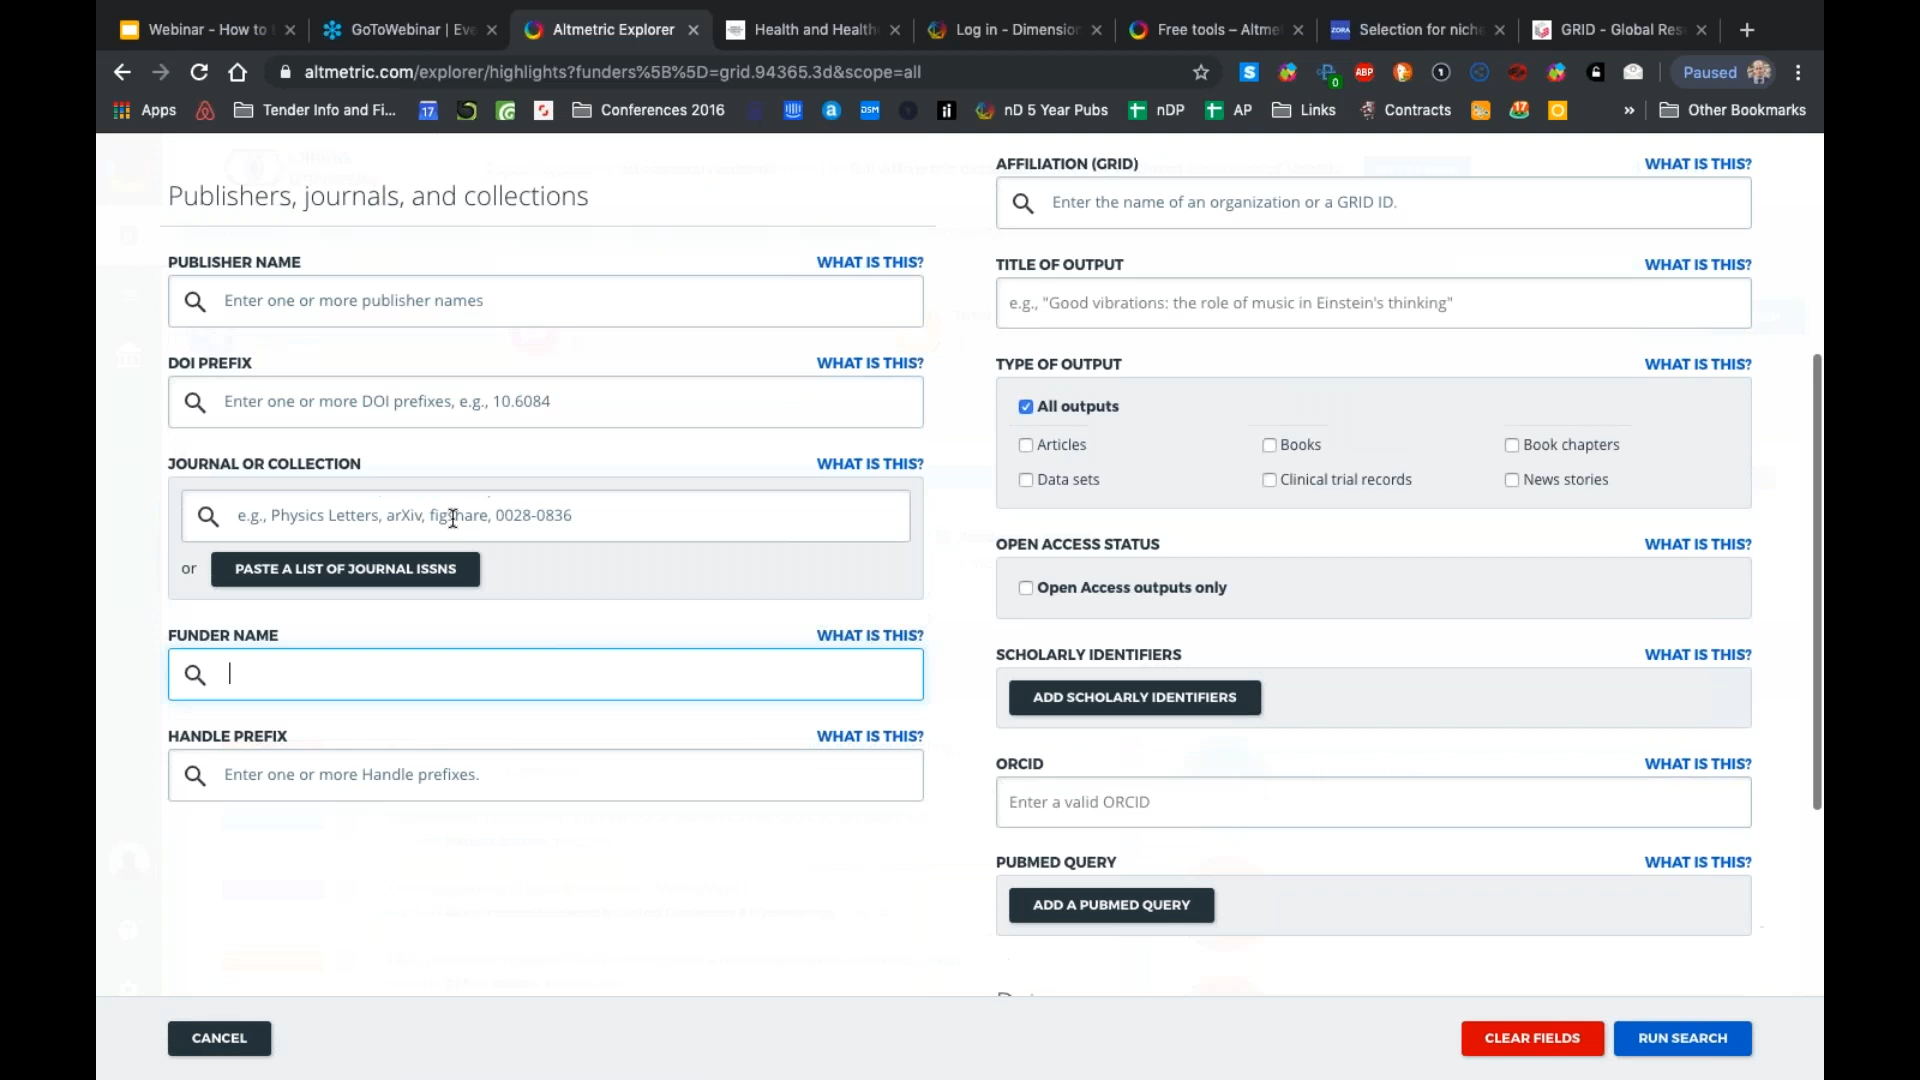 Webinar - How to
GoToWebinar | Eve
Altmetric Explorer
Health and Health
Log in - Dimension
Free tools – Altme
ZORA
Selection for niche
GRID - Global Res
altmetric.com/explorer/highlights?funders%5B%5D=grid.94365.3d&scope=all
ABP
0
Paused
Apps
Tender Info and Fi...
17
Conferences 2016
DSM
nD 5 Year Pubs
nDP
AP
Links
Contracts
Other Bookmarks
Publishers, journals, and collections
PUBLISHER NAME
WHAT IS THIS?
Enter one or more publisher names
DOI PREFIX
WHAT IS THIS?
Enter one or more DOI prefixes, e.g., 10.6084
JOURNAL OR COLLECTION
WHAT IS THIS?
e.g., Physics Letters, arXiv, figshare, 0028-0836
or
PASTE A LIST OF JOURNAL ISSNS
FUNDER NAME
WHAT IS THIS?
HANDLE PREFIX
WHAT IS THIS?
Enter one or more Handle prefixes.
AFFILIATION (GRID)
WHAT IS THIS?
Enter the name of an organization or a GRID ID.
TITLE OF OUTPUT
WHAT IS THIS?
e.g., "Good vibrations: the role of music in Einstein's thinking"
TYPE OF OUTPUT
WHAT IS THIS?
All outputs
Articles
Books
Book chapters
Data sets
Clinical trial records
News stories
OPEN ACCESS STATUS
WHAT IS THIS?
Open Access outputs only
SCHOLARLY IDENTIFIERS
WHAT IS THIS?
ADD SCHOLARLY IDENTIFIERS
ORCID
WHAT IS THIS?
Enter a valid ORCID
PUBMED QUERY
WHAT IS THIS?
ADD A PUBMED QUERY
CANCEL
CLEAR FIELDS
RUN SEARCH